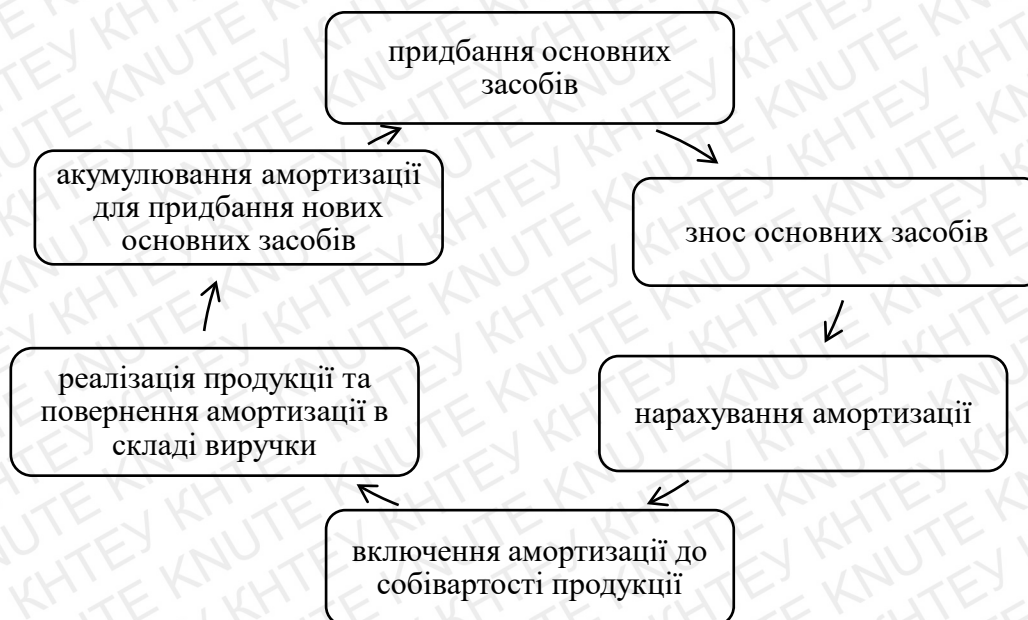 придбання основних
засобів
знос основних засобів
нарахування амортизації
включення амортизації до
собівартості продукції
реалізація продукції та
повернення амортизації в
складі виручки
акумулювання амортизації
для придбання нових
основних засобів